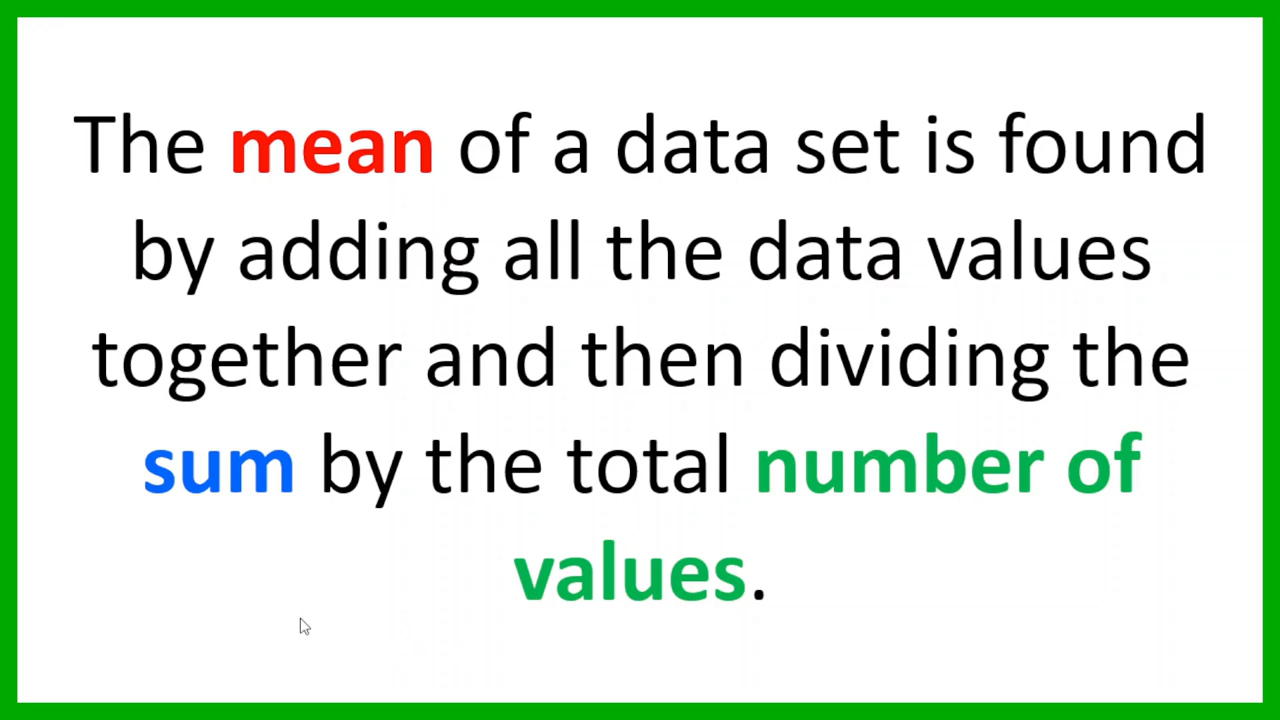 The mean of a data set is found
by adding all the data values
together and then dividing the
sum by the total number of
values.